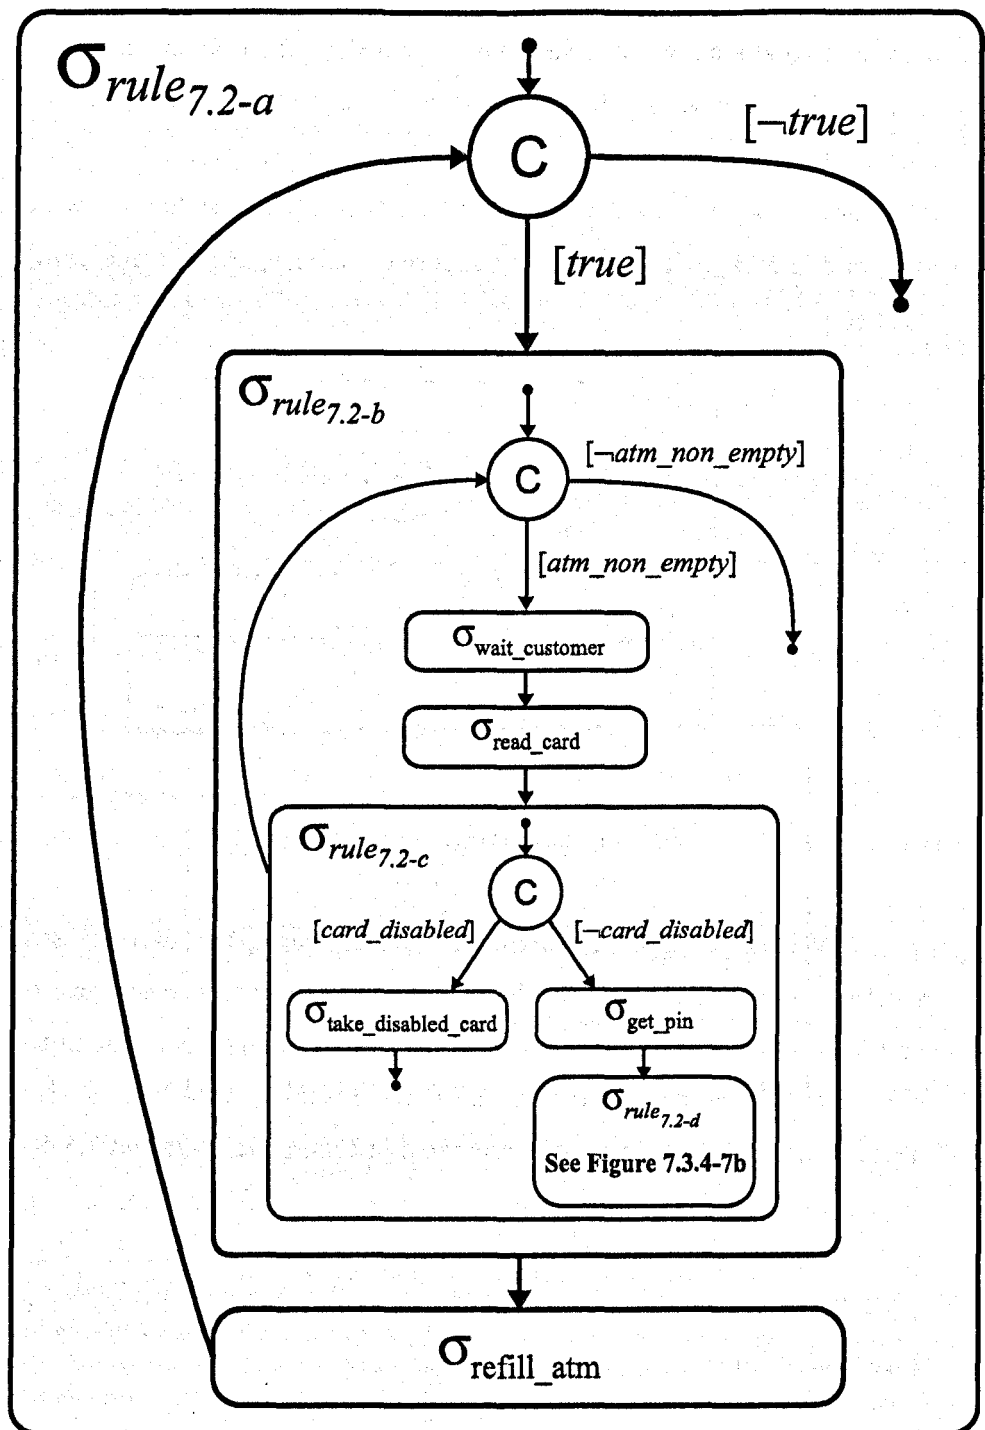 σrule7.2-a
C
[¬true]
[true]
σrule7.2-b
C
[¬atm_non_empty]
[atm_non_empty]
σwait_customer
σread_card
σrule7.2-c
C
[card_disabled]
[¬card_disabled]
σtake_disabled_card
σget_pin
σrule7.2-d
See Figure 7.3.4-7b
σrefill_atm